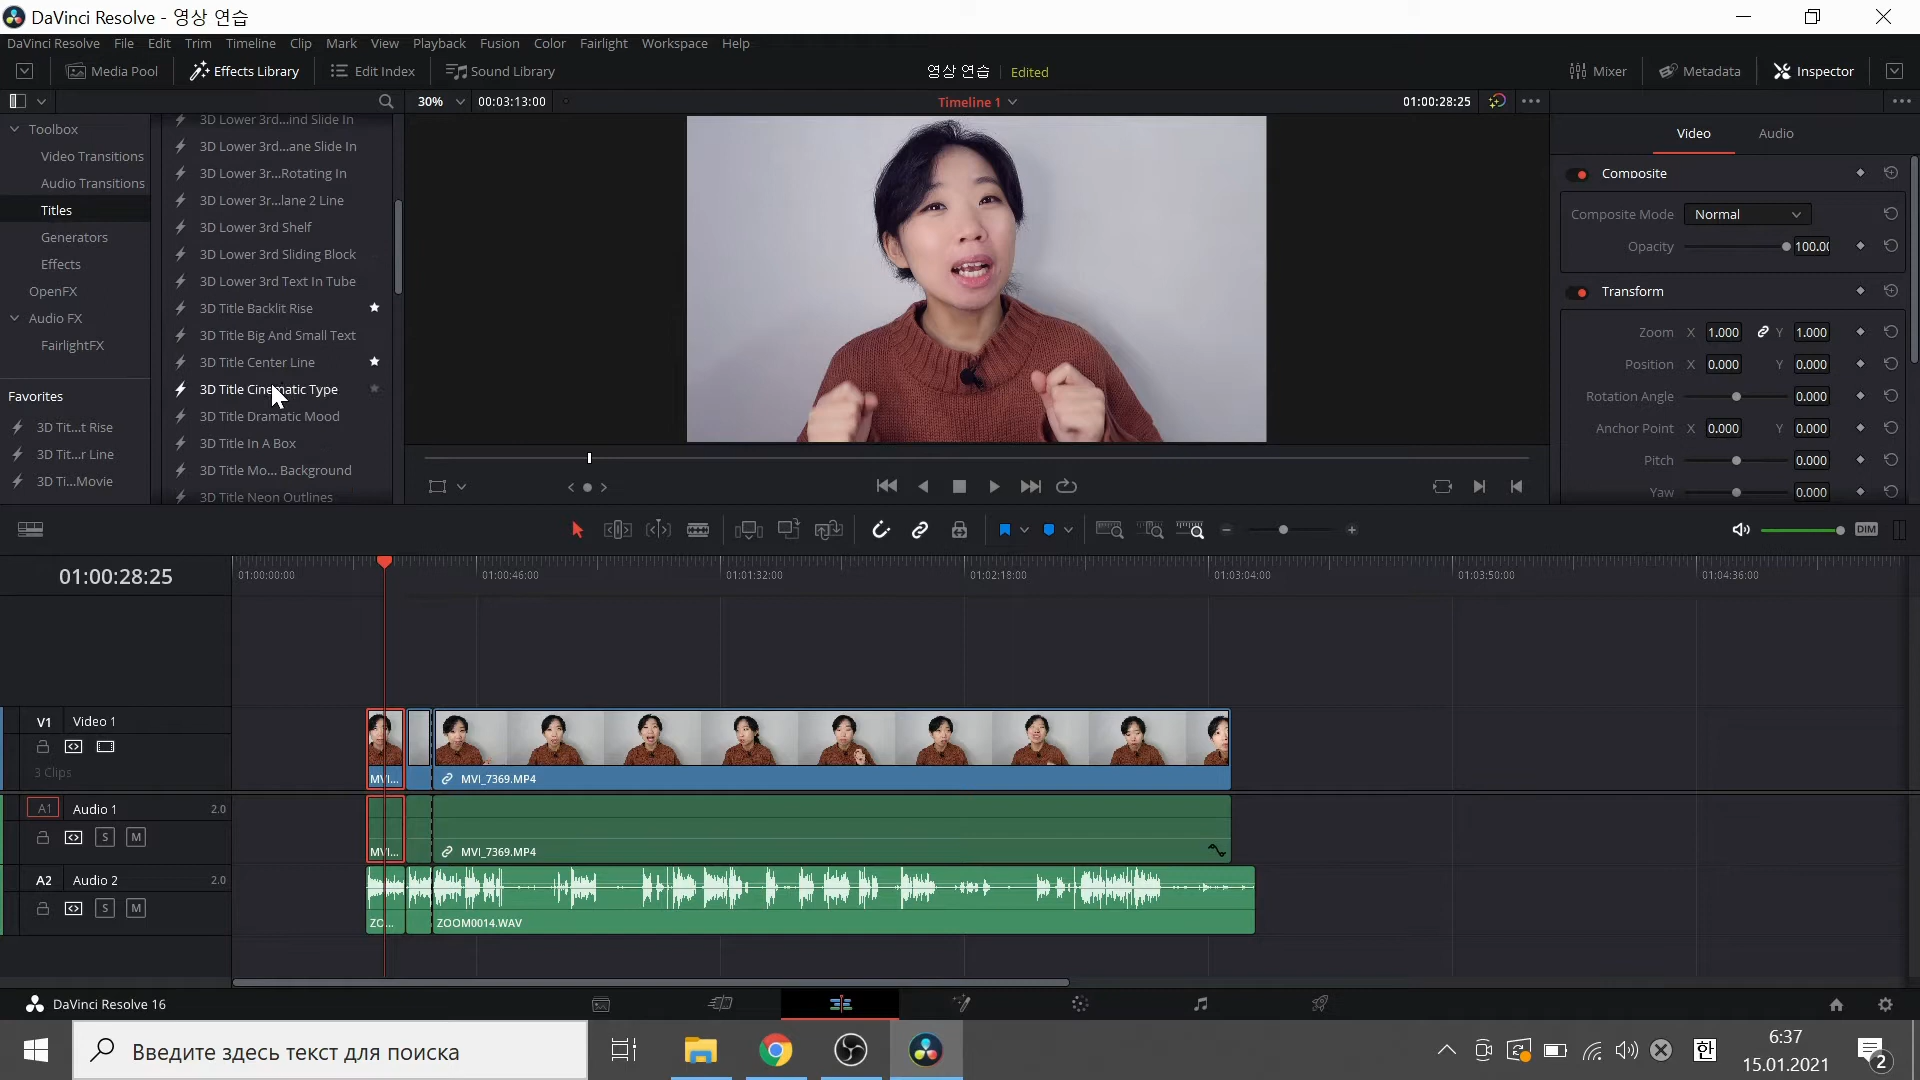 DaVinci Resolve - 영상 연습
DaVinci Resolve File Edit Trim Timeline Clip Mark View Playback Fusion Color Fairlight Workspace Help
Media Pool Effects Library Edit Index Sound Library 영상 연습 Edited Mixer Metadata Inspector
30% 00:03:13:00 Timeline 1 01:00:28:25
Toolbox
Video Transitions
Audio Transitions
Titles
Generators
Effects
OpenFX
Audio FX
FairlightFX
Favorites
3D Tit...t Rise
3D Tit...r Line
3D Ti...Movie
3D Lower 3rd...ind Slide In
3D Lower 3rd...ane Slide In
3D Lower 3r...Rotating In
3D Lower 3r...lane 2 Line
3D Lower 3rd Shelf
3D Lower 3rd Sliding Block
3D Lower 3rd Text In Tube
3D Title Backlit Rise
3D Title Big And Small Text
3D Title Center Line
3D Title Cinematic Type
3D Title Dramatic Mood
3D Title In A Box
3D Title Mo... Background
3D Title Neon Outlines
Video Audio
Composite
Composite Mode Normal
Opacity 100.00
Transform
Zoom X 1.000 Y 1.000
Position X 0.000 Y 0.000
Rotation Angle 0.000
Anchor Point X 0.000 Y 0.000
Pitch 0.000
Yaw 0.000
DIM
01:00:28:25
01:00:00:00 01:00:46:00 01:01:32:00 01:02:18:00 01:03:04:00 01:03:50:00 01:04:36:00
V1 Video 1
3 Clips
MVI... MVI_7369.MP4
A1 Audio 1 2.0
S M
MVI... MVI_7369.MP4
A2 Audio 2 2.0
S M
ZO... ZOOM0014.WAV
DaVinci Resolve 16
Введите здесь текст для поиска
한
6:37
15.01.2021
2